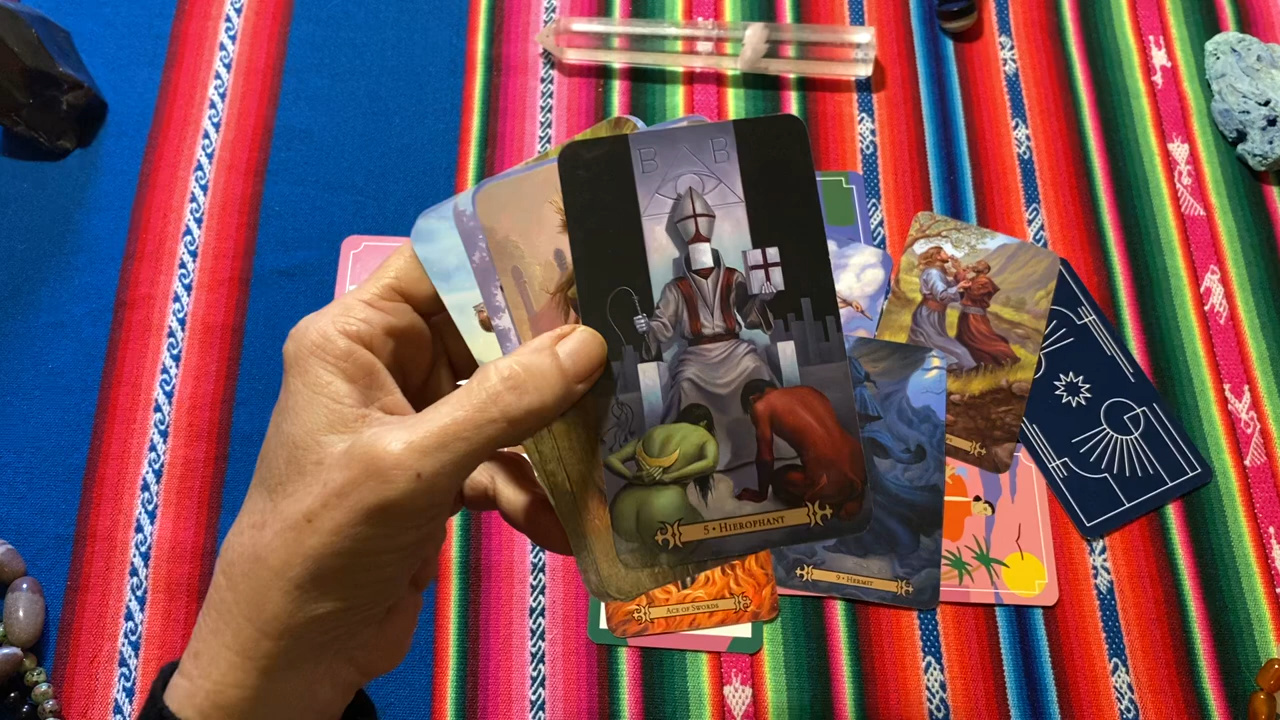 B B
5 • HIEROPHANT
9 • HERMIT
ACE OF SWORDS